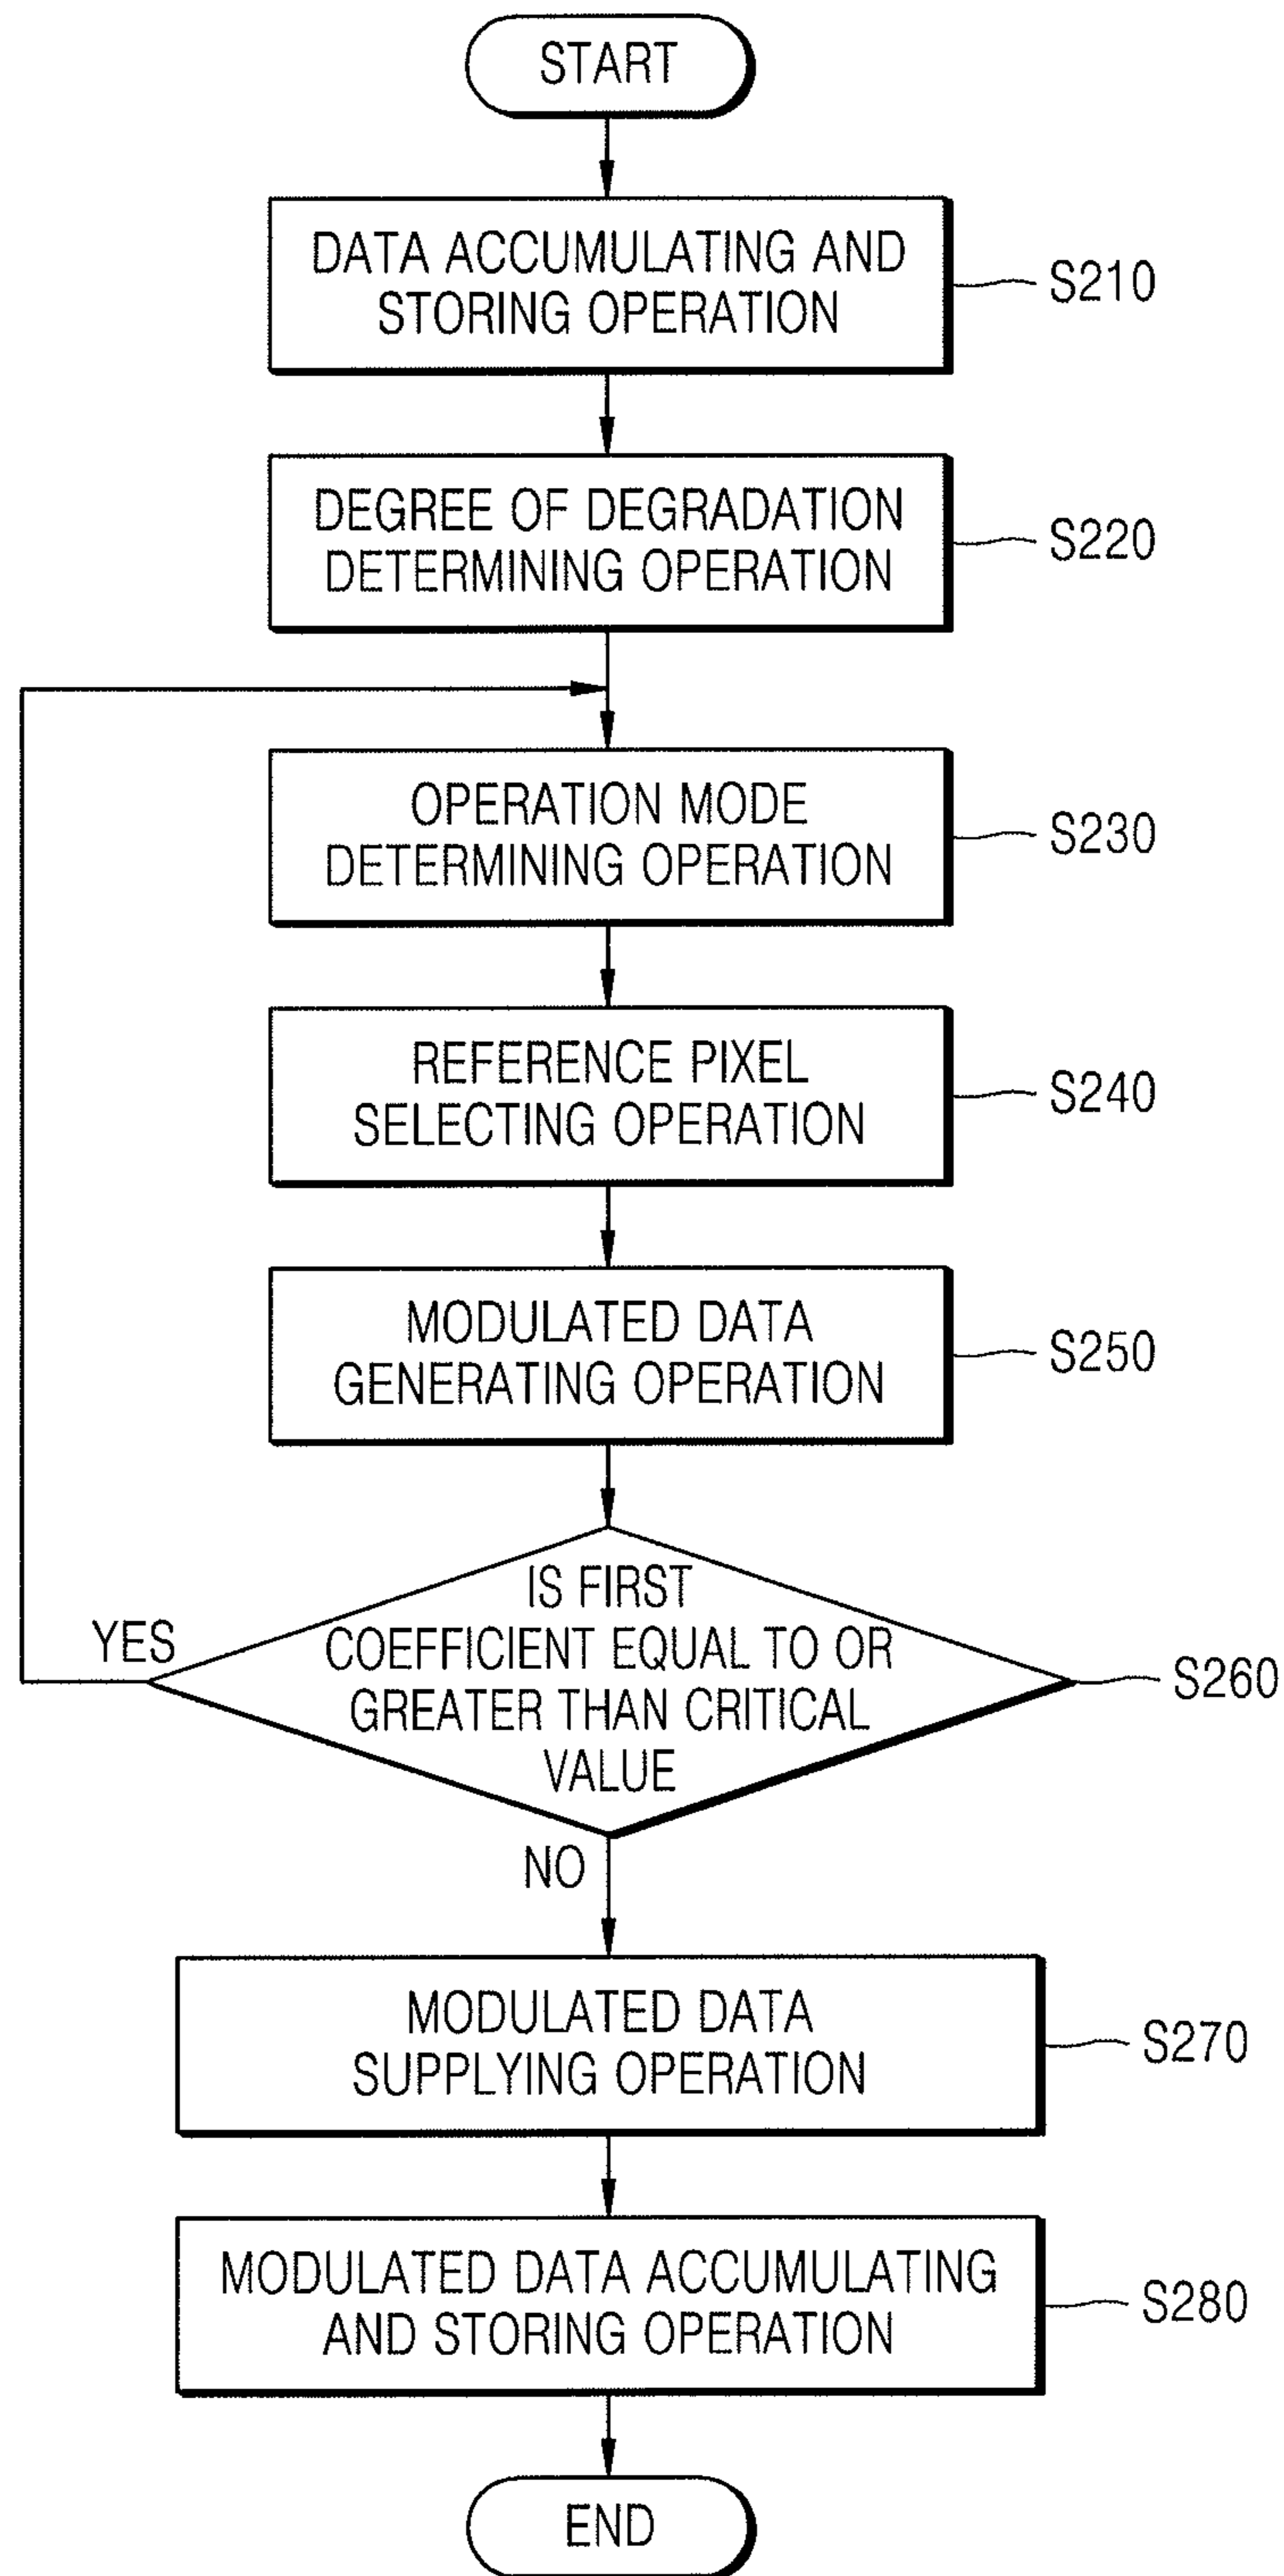 START
DATA ACCUMULATING AND
STORING OPERATION
S210
DEGREE OF DEGRADATION
DETERMINING OPERATION
S220
OPERATION MODE
DETERMINING OPERATION
S230
REFERENCE PIXEL
SELECTING OPERATION
S240
MODULATED DATA
GENERATING OPERATION
S250
IS FIRST
COEFFICIENT EQUAL TO OR
GREATER THAN CRITICAL
VALUE
S260
YES
NO
MODULATED DATA
SUPPLYING OPERATION
S270
MODULATED DATA ACCUMULATING
AND STORING OPERATION
S280
END